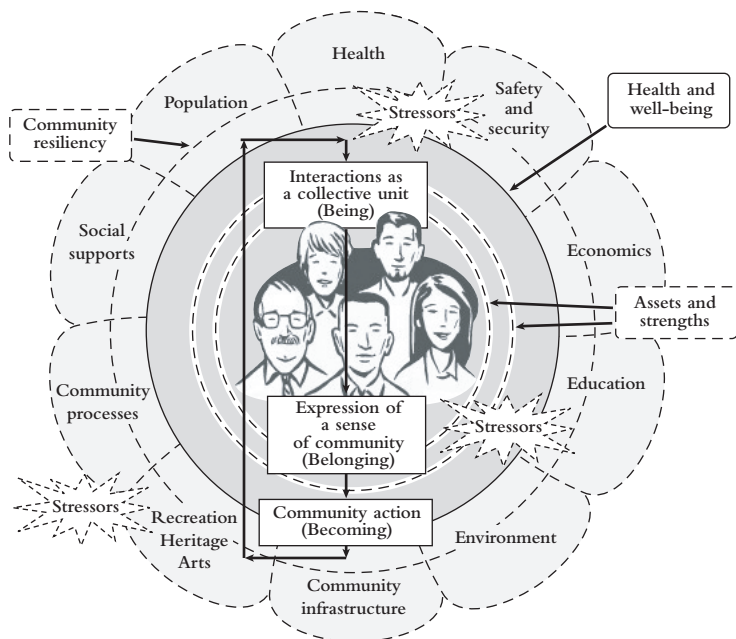 Health
Population
Stressors
Safety
and
security
Health and
well-being
Community
resiliency
Interactions as
a collective unit
(Being)
Social
supports
Economics
Assets and
strengths
Community
processes
Education
Expression of
a sense
of community
(Belonging)
Stressors
Stressors
Community action
(Becoming)
Recreation
Heritage
Arts
Environment
Community
infrastructure